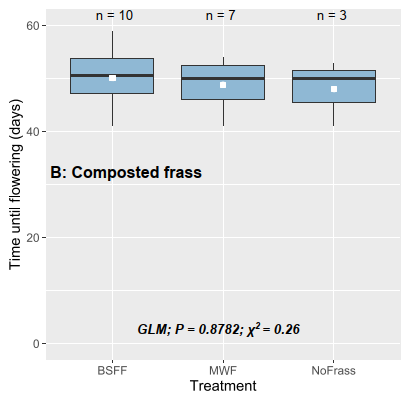 n = 10 n = 7 n = 3
60
40
20
0
Time until flowering (days)
B: Composted frass
GLM; P = 0.8782; χ² = 0.26
BSFF MWF NoFrass
Treatment